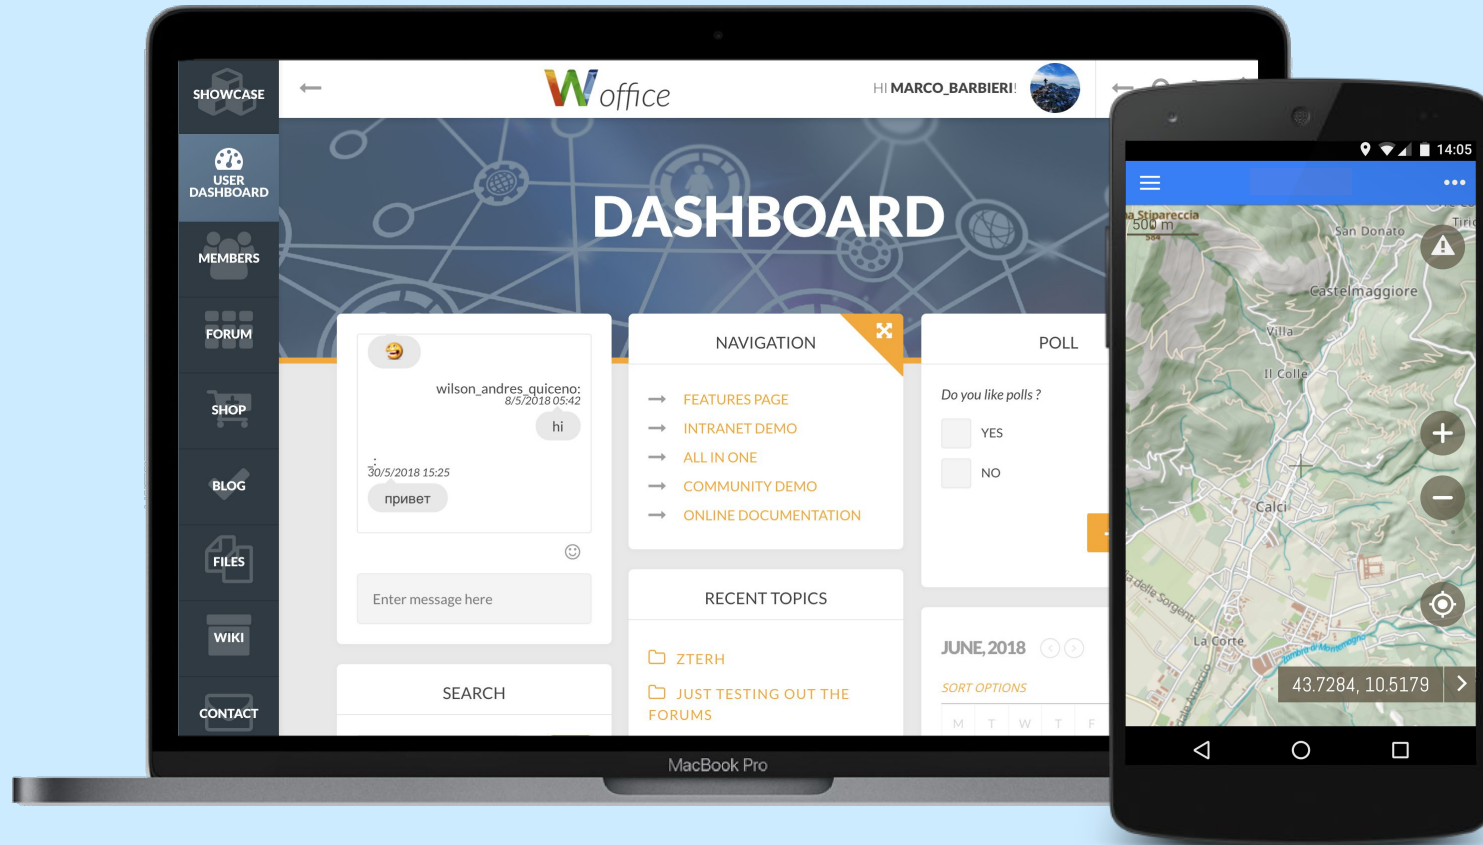 SHOWCASE
USER
DASHBOARD
MEMBERS
FORUM
SHOP
BLOG
FILES
WIKI
CONTACT
Woffice
HI MARCO_BARBIERI!
DASHBOARD
wilson_andres_quiceno:
8/5/2018 05:42
hi
_:
30/5/2018 15:25
привет
Enter message here
SEARCH
NAVIGATION
FEATURES PAGE
INTRANET DEMO
ALL IN ONE
COMMUNITY DEMO
ONLINE DOCUMENTATION
RECENT TOPICS
ZTERH
JUST TESTING OUT THE
FORUMS
POLL
Do you like polls ?
YES
NO
JUNE, 2018
SORT OPTIONS
M T W T F
MacBook Pro
14:05
500 m
San Donato
Castelmaggiore
Villa
Il Colle
Calci
La Corte
43.7284, 10.5179